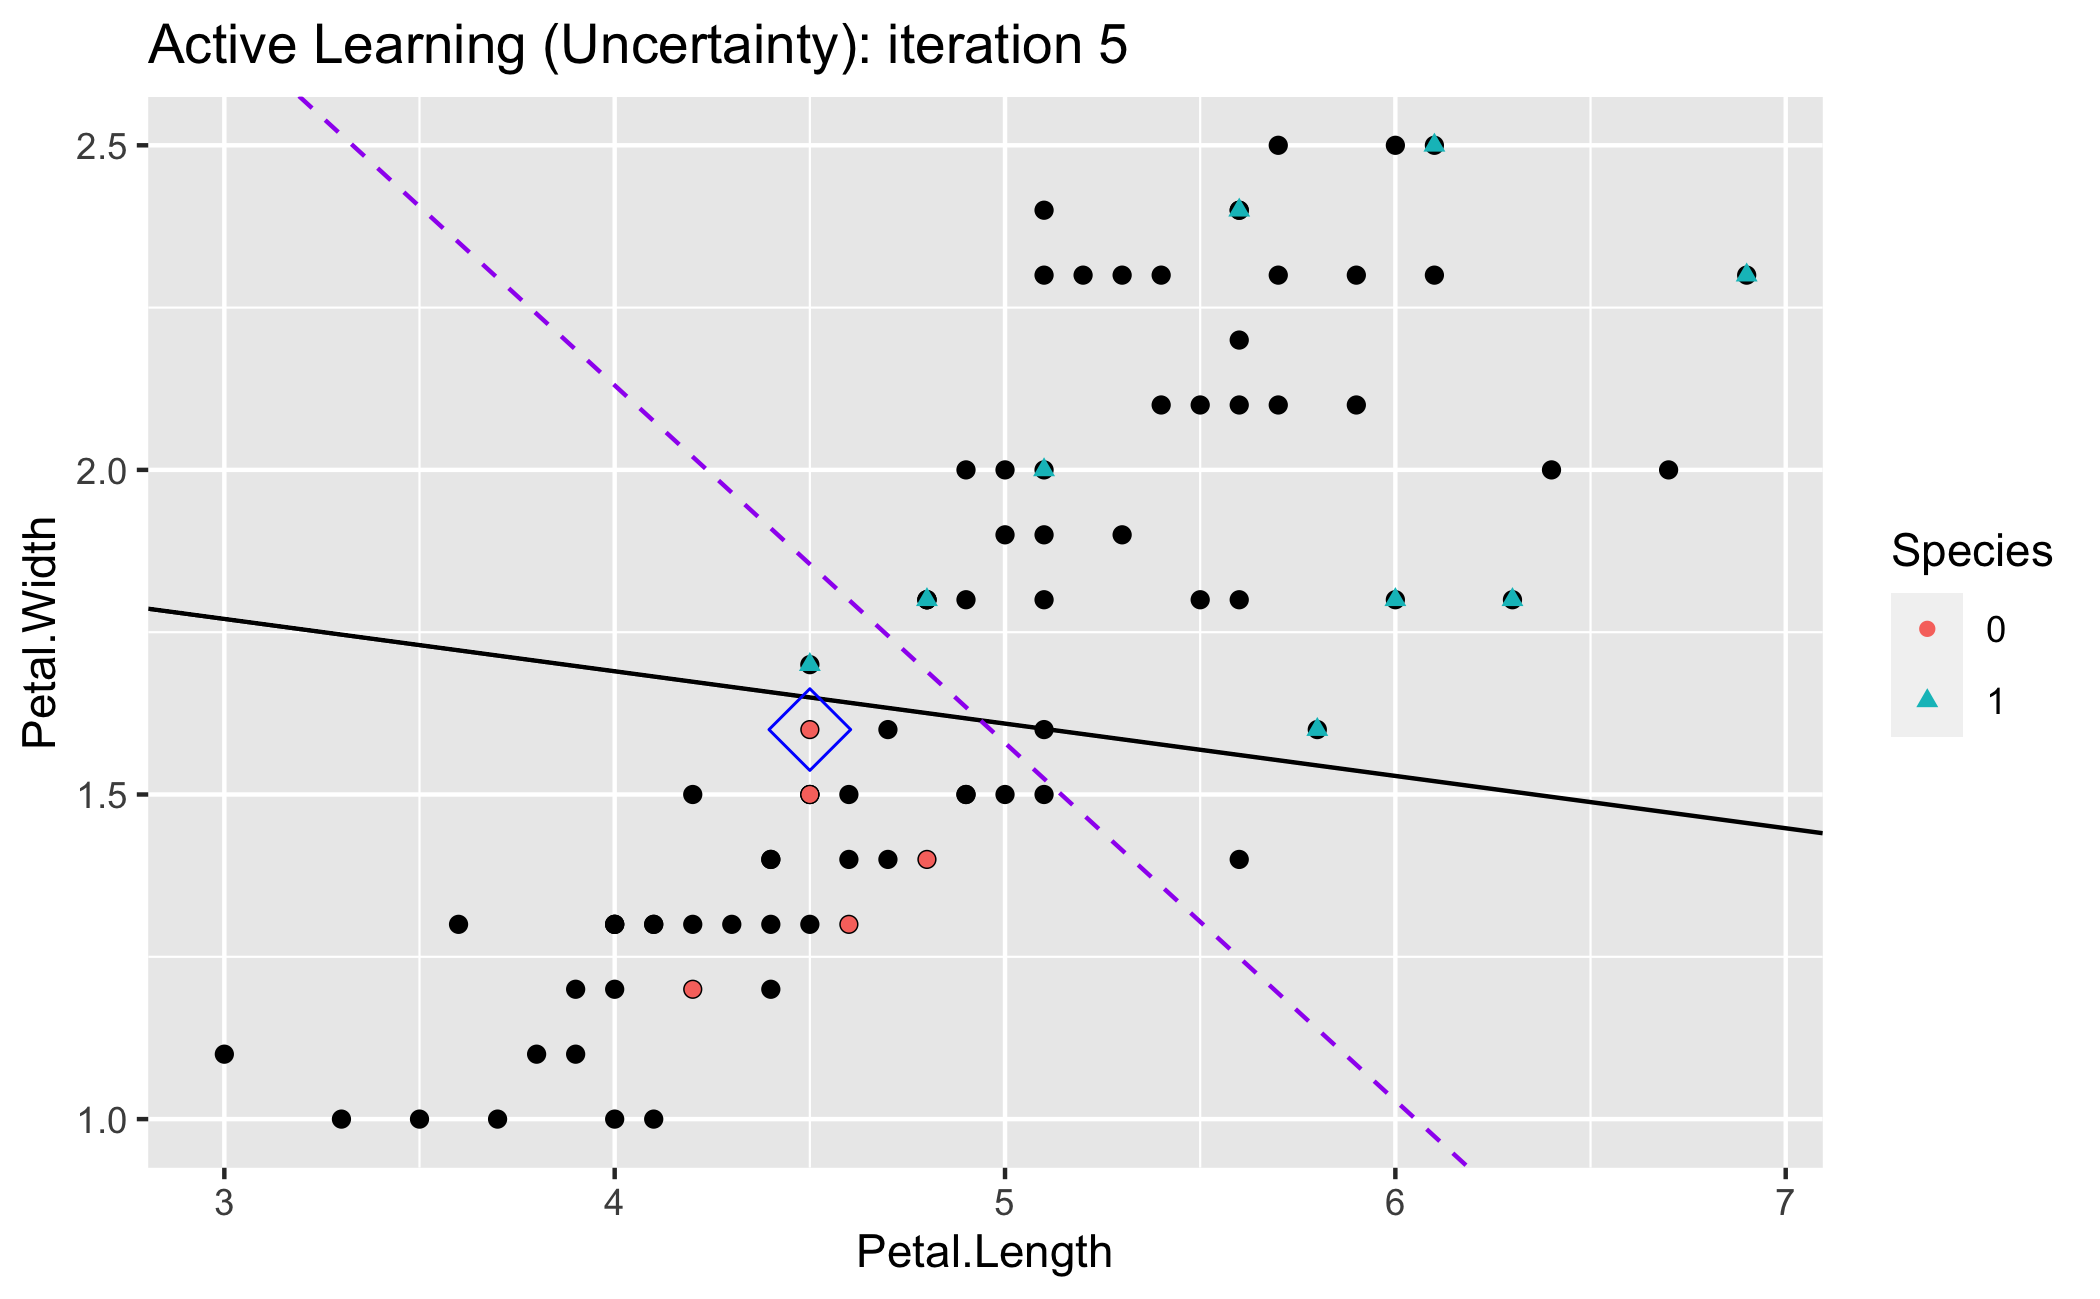 Active Learning (Uncertainty): iteration 5
2.5
2.0
1.5
1.0
Petal.Width
3 4 5 6 7
Petal.Length
Species
0
1